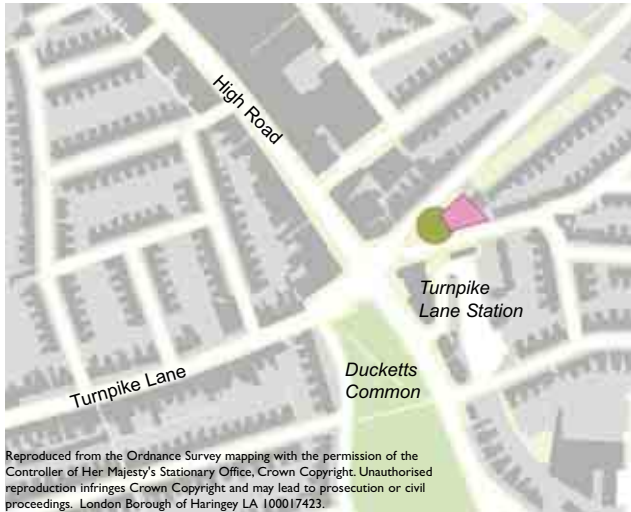 High Road
Turnpike
Lane Station
Ducketts
Common
Turnpike Lane
Reproduced from the Ordnance Survey mapping with the permission of the
Controller of Her Majesty's Stationary Office, Crown Copyright. Unauthorised
reproduction infringes Crown Copyright and may lead to prosecution or civil
proceedings. London Borough of Haringey LA 100017423.